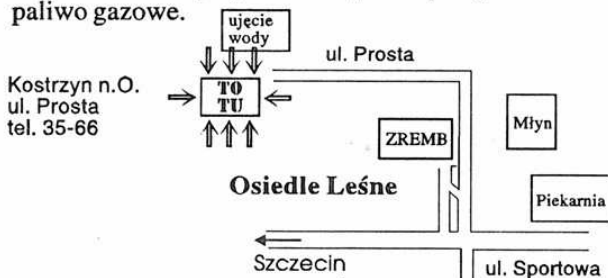 paliwo gazowe.
ujęcie
wody
ul. Prosta
Kostrzyn n.O.
ul. Prosta
tel. 35-66
TO
TU
ZREMB
Młyn
Osiedle Leśne
Piekarnia
Szczecin
ul. Sportowa